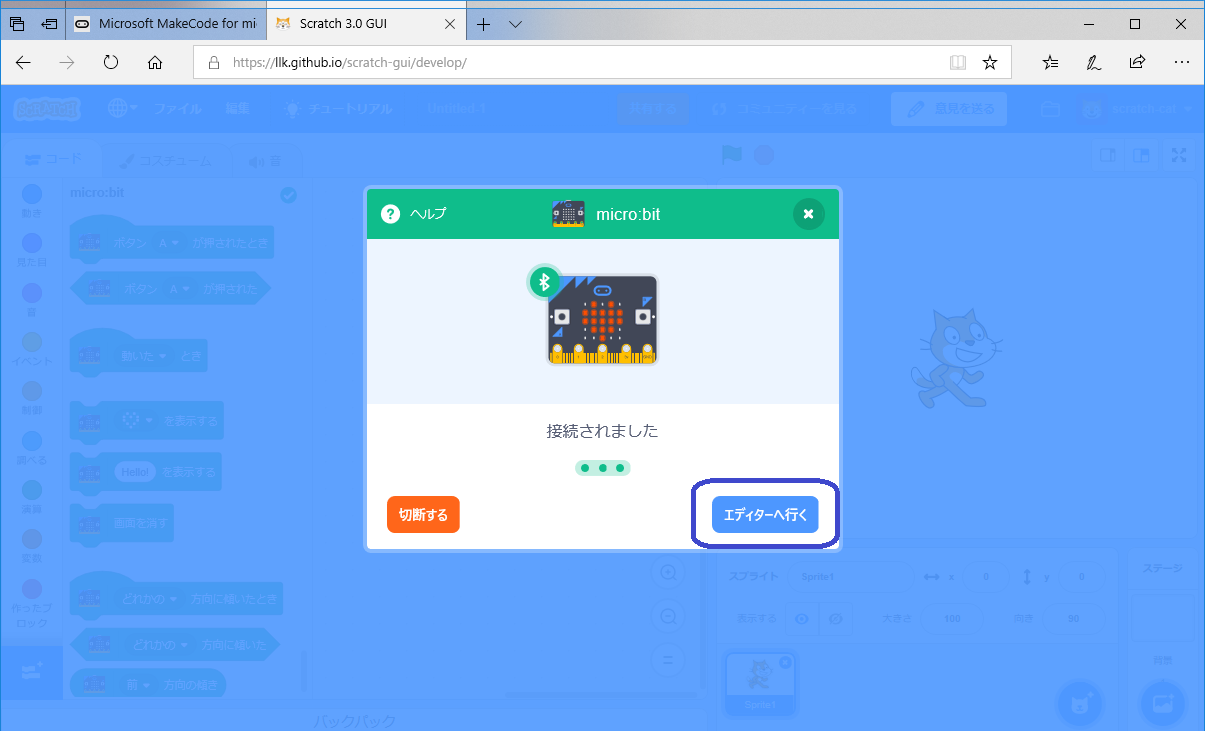 Microsoft MakeCode for mi
Scratch 3.0 GUI
https://llk.github.io/scratch-gui/develop/
SCRATCH
ファイル
編集
チュートリアル
Untitled-1
共有する
コミュニティーを見る
意見を送る
scratch-cat
コード
コスチューム
音
micro:bit
動き
見た目
音
イベント
制御
調べる
演算
変数
作ったブ
ロック
ボタン A が押されたとき
ボタン A が押された
動いた とき
を表示する
Hello! を表示する
画面を消す
どれかの 方向に傾いたとき
どれかの 方向に傾いた
前 方向の傾き
ヘルプ
micro:bit
接続されました
切断する
エディターへ行く
バックパック
スプライト
Sprite1
x 0
y 0
表示する
大きさ 100
向き 90
Sprite1
ステージ
背景